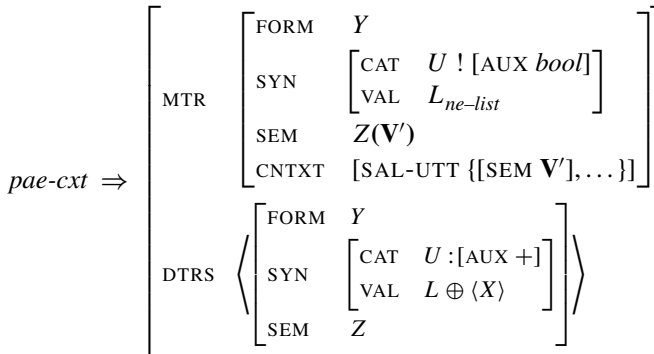 FORM Y
SYN [CAT U ! [AUX bool]
VAL L_ne–list]
MTR
SEM Z(V′)
CNTXT [SAL-UTT {[SEM V′], . . . }]
pae-cxt ⇒
FORM Y
SYN [CAT U :[AUX +]
VAL L ⊕ ⟨X⟩]
DTRS
SEM Z